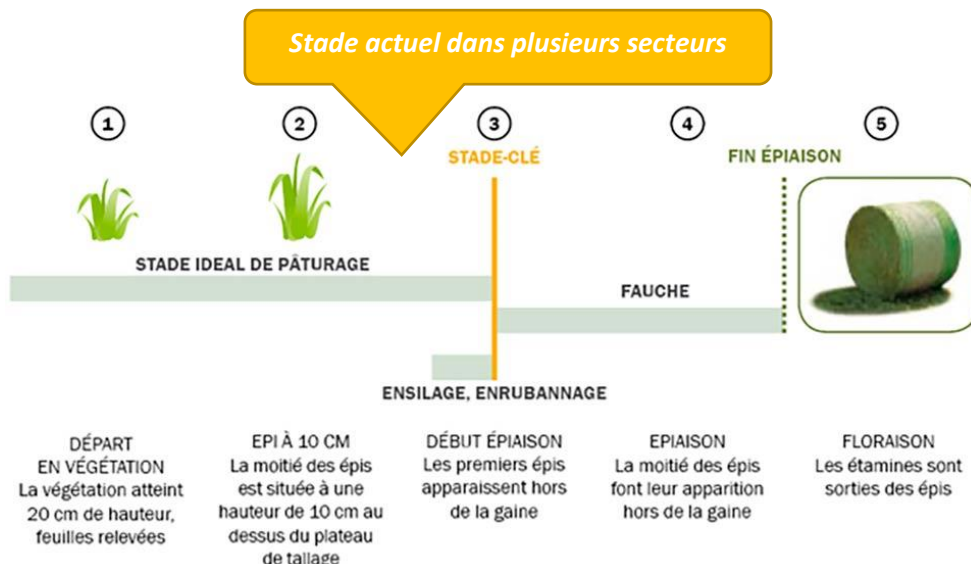 Stade actuel dans plusieurs secteurs
1 2 3 4 5
STADE-CLÉ
FIN ÉPIAISON
STADE IDEAL DE PÂTURAGE
FAUCHE
ENSILAGE, ENRUBANNAGE
DÉPART
EN VÉGÉTATION
La végétation atteint
20 cm de hauteur,
feuilles relevées
EPI À 10 CM
La moitié des épis
est située à une
hauteur de 10 cm au
dessus du plateau
de tallage
DÉBUT ÉPIAISON
Les premiers épis
apparaissent hors
de la gaine
EPIAISON
La moitié des épis
font leur apparition
hors de la gaine
FLORAISON
Les étamines sont
sorties des épis